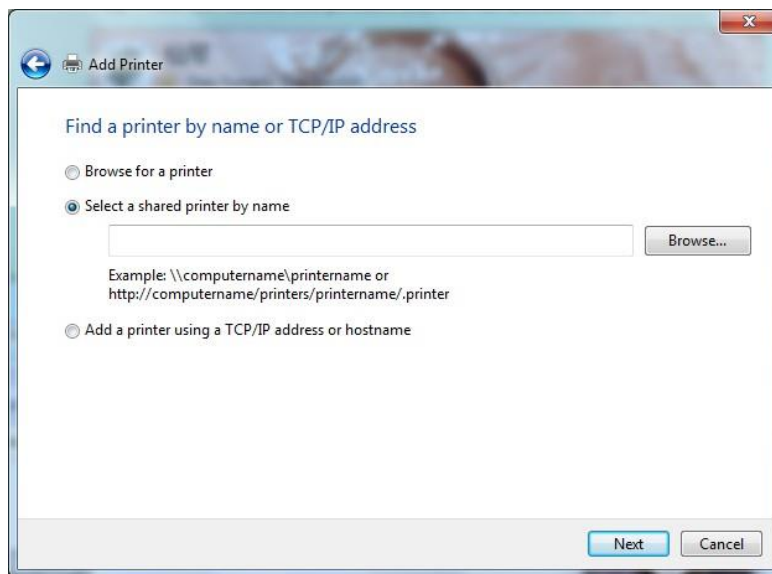 Add Printer
Find a printer by name or TCP/IP address
Browse for a printer
Select a shared printer by name
Browse...
Example: \\computername\printername or
http://computername/printers/printername/.printer
Add a printer using a TCP/IP address or hostname
Next
Cancel